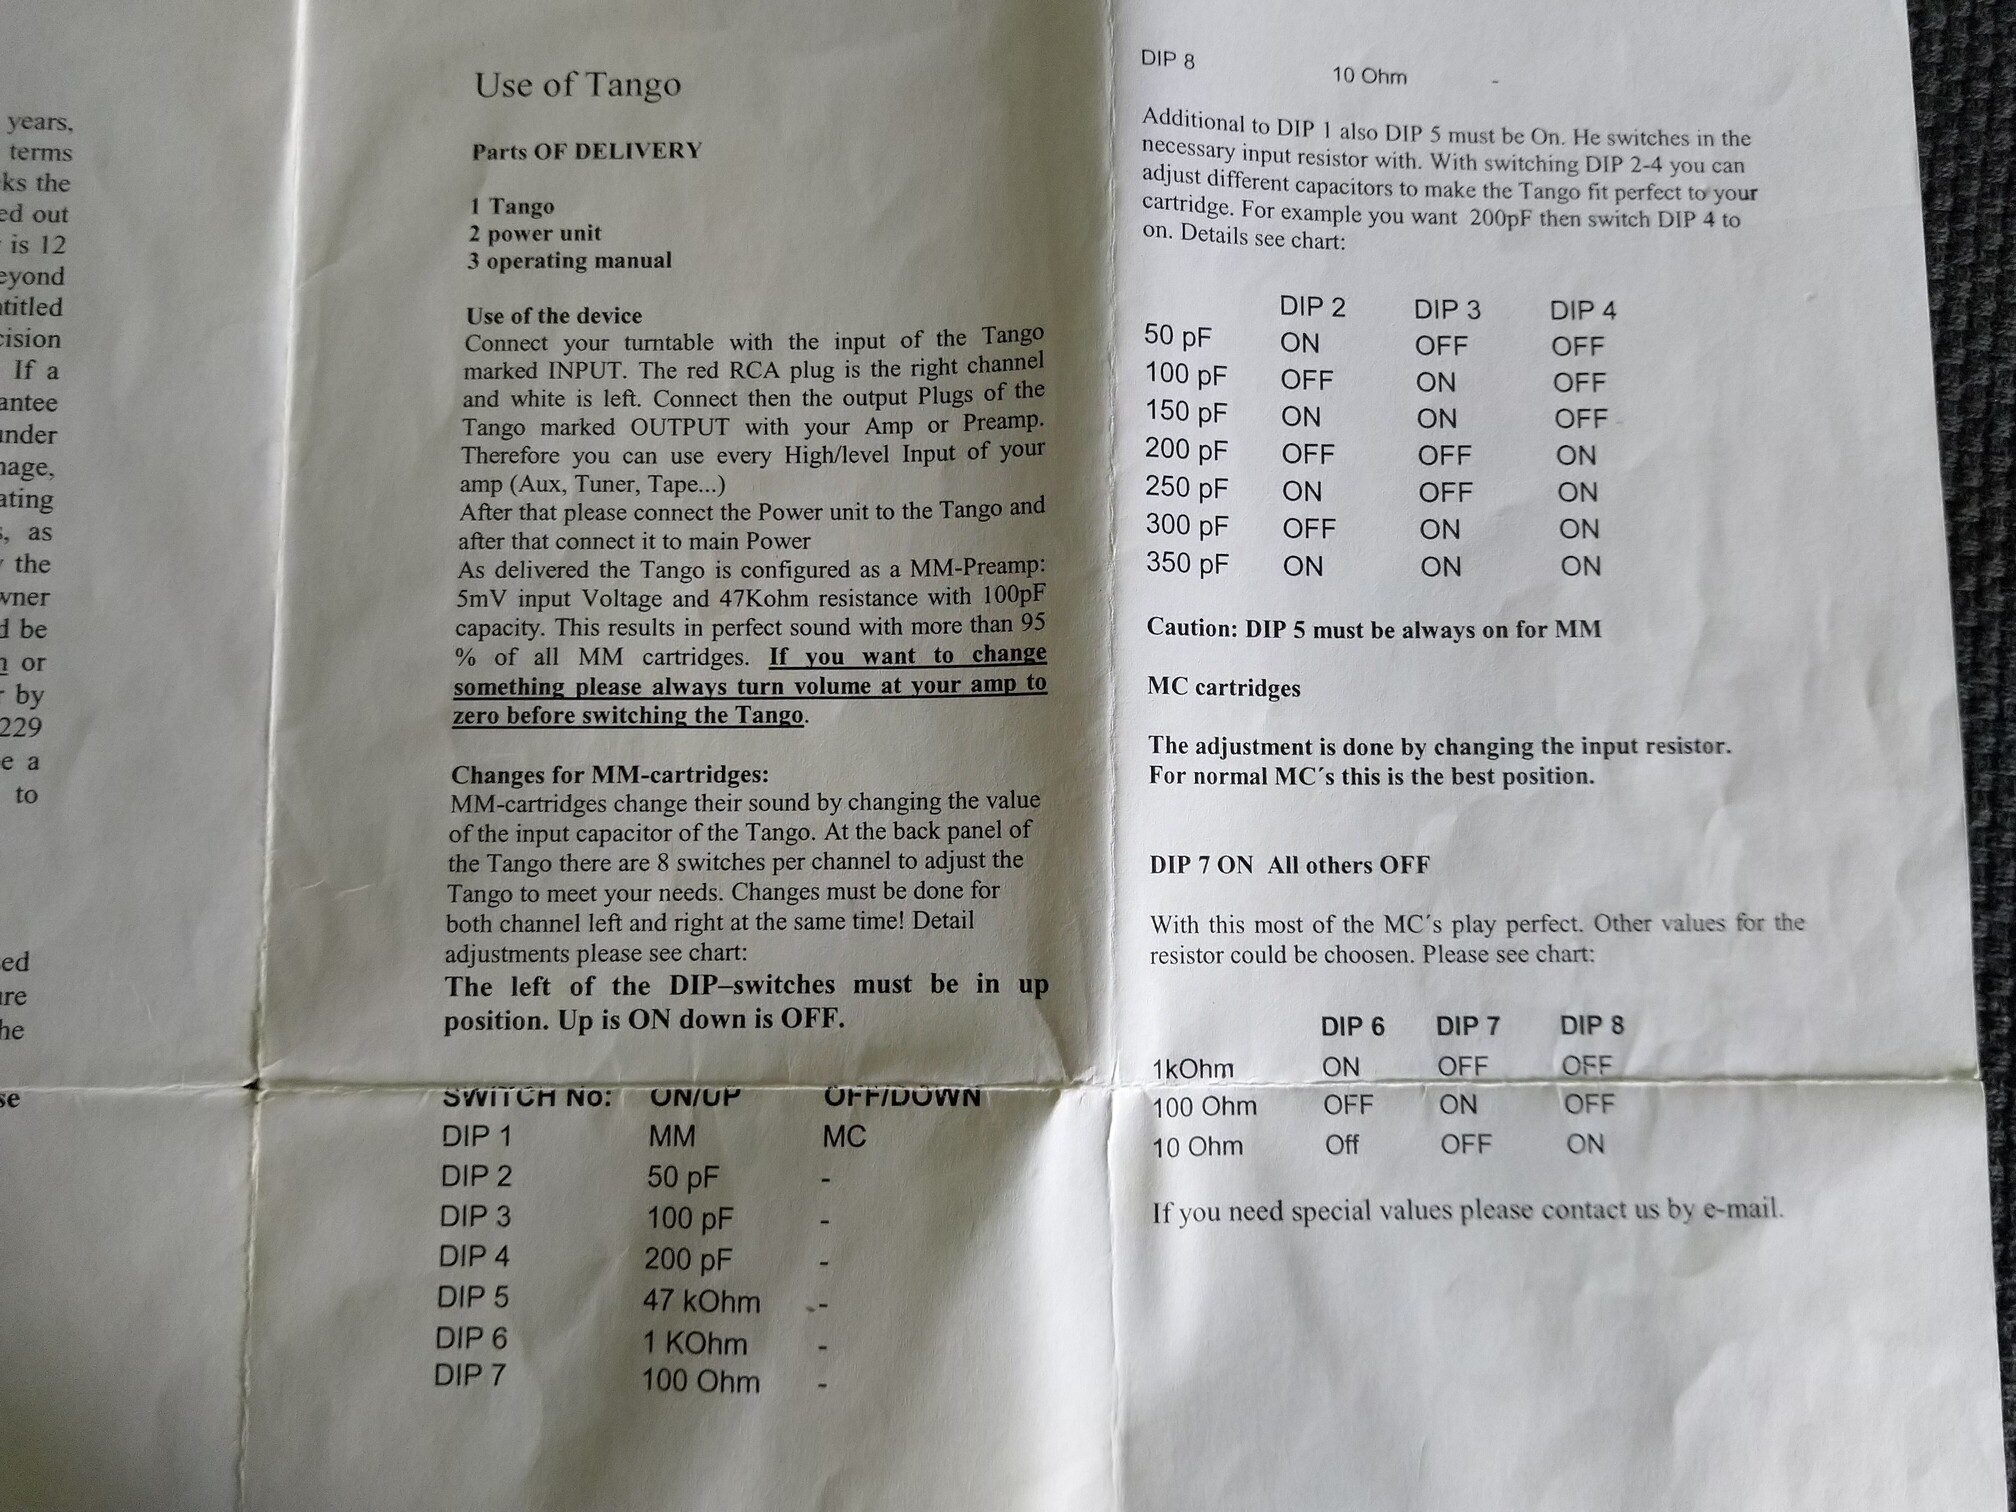 years,
terms
ks the
ed out
is 12
eyond
ntitled
cision
If a
antee
under
nage,
ating
s, as
the
wner
d be
or
by
229
e a
to
ed
ure
he
se
Use of Tango
Parts OF DELIVERY
1 Tango
2 power unit
3 operating manual
Use of the device
Connect your turntable with the input of the Tango
marked INPUT. The red RCA plug is the right channel
and white is left. Connect then the output Plugs of the
Tango marked OUTPUT with your Amp or Preamp.
Therefore you can use every High/level Input of your
amp (Aux, Tuner, Tape...)
After that please connect the Power unit to the Tango and
after that connect it to main Power
As delivered the Tango is configured as a MM-Preamp:
5mV input Voltage and 47Kohm resistance with 100pF
capacity. This results in perfect sound with more than 95
% of all MM cartridges. If you want to change
something please always turn volume at your amp to
zero before switching the Tango.
Changes for MM-cartridges:
MM-cartridges change their sound by changing the value
of the input capacitor of the Tango. At the back panel of
the Tango there are 8 switches per channel to adjust the
Tango to meet your needs. Changes must be done for
both channel left and right at the same time! Detail
adjustments please see chart:
The left of the DIP–switches must be in up
position. Up is ON down is OFF.
SWITCH No: ON/UP OFF/DOWN
DIP 1 MM MC
DIP 2 50 pF -
DIP 3 100 pF -
DIP 4 200 pF -
DIP 5 47 kOhm -
DIP 6 1 KOhm -
DIP 7 100 Ohm -
DIP 8 10 Ohm -
Additional to DIP 1 also DIP 5 must be On. He switches in the
necessary input resistor with. With switching DIP 2-4 you can
adjust different capacitors to make the Tango fit perfect to your
cartridge. For example you want 200pF then switch DIP 4 to
on. Details see chart:
DIP 2 DIP 3 DIP 4
50 pF ON OFF OFF
100 pF OFF ON OFF
150 pF ON ON OFF
200 pF OFF OFF ON
250 pF ON OFF ON
300 pF OFF ON ON
350 pF ON ON ON
Caution: DIP 5 must be always on for MM
MC cartridges
The adjustment is done by changing the input resistor.
For normal MC´s this is the best position.
DIP 7 ON All others OFF
With this most of the MC´s play perfect. Other values for the
resistor could be choosen. Please see chart:
DIP 6 DIP 7 DIP 8
1kOhm ON OFF OFF
100 Ohm OFF ON OFF
10 Ohm Off OFF ON
If you need special values please contact us by e-mail.